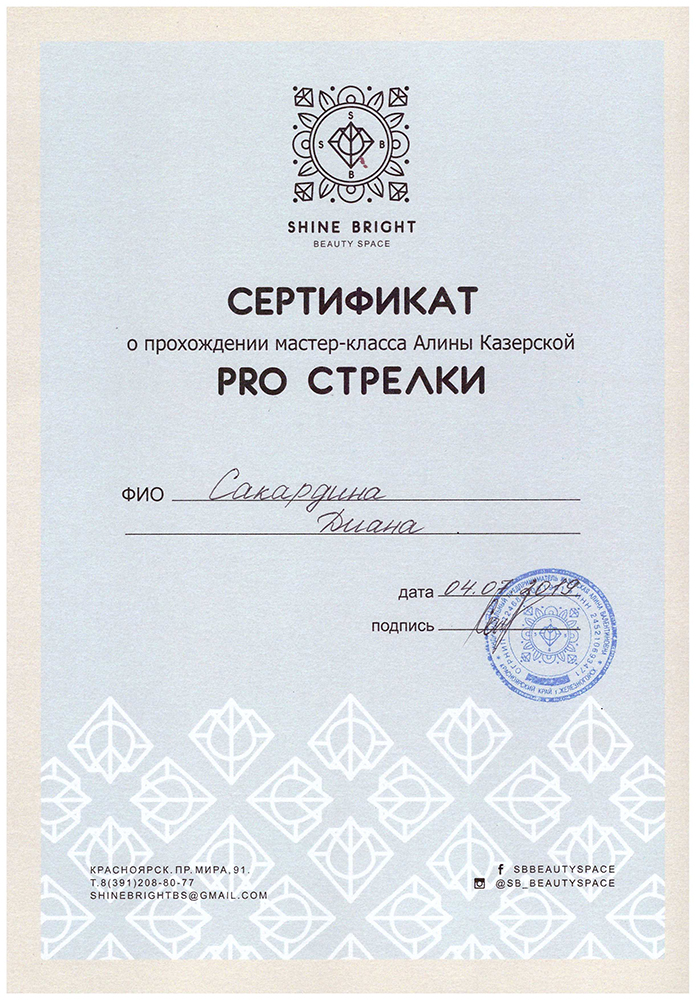 S
S B
B
SHINE BRIGHT
BEAUTY SPACE
СЕРТИФИКАТ
о прохождении мастер-класса Алины Казерской
PRO СТРЕЛКИ
ФИО Сакардина
Диана
дата 04.07 2019
подпись
КРАСНОЯРСК. ПР. МИРА, 91.
Т.8(391)208-80-77
SHINEBRIGHTBS@GMAIL.COM
SBBEAUTYSPACE
@SB_BEAUTYSPACE